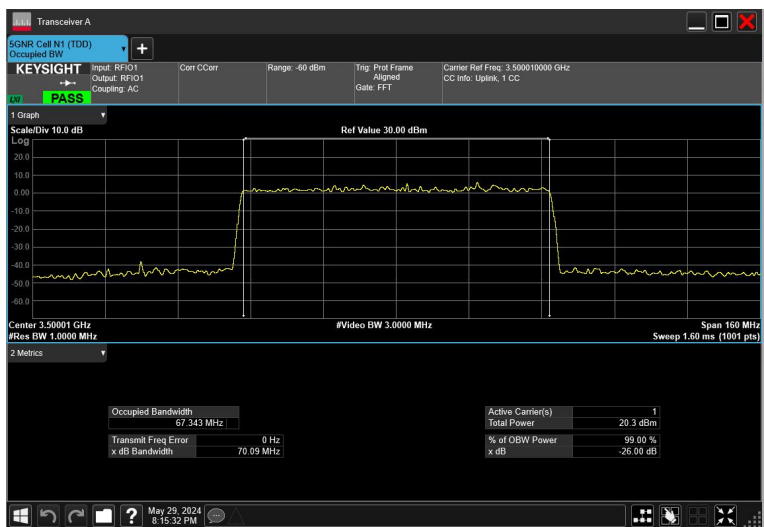 Transceiver A
5GNR Cell N1 (TDD)
Occupied BW
KEYSIGHT
LXI
PASS
Input: RFIO1
Output: RFIO1
Coupling: AC
Corr CCorr
Range: -60 dBm
Trig: Prot Frame
Aligned
Gate: FFT
Carrier Ref Freq: 3.500010000 GHz
CC Info: Uplink, 1 CC
1 Graph
Scale/Div 10.0 dB
Ref Value 30.00 dBm
Log
20.0
10.0
0.00
-10.0
-20.0
-30.0
-40.0
-50.0
-60.0
Center 3.50001 GHz
#Video BW 3.0000 MHz
Span 160 MHz
#Res BW 1.0000 MHz
Sweep 1.60 ms (1001 pts)
2 Metrics
Occupied Bandwidth
67.343 MHz
Active Carrier(s) 1
Total Power 20.3 dBm
Transmit Freq Error 0 Hz
x dB Bandwidth 70.09 MHz
% of OBW Power 99.00 %
x dB -26.00 dB
?
May 29, 2024
8:15:32 PM